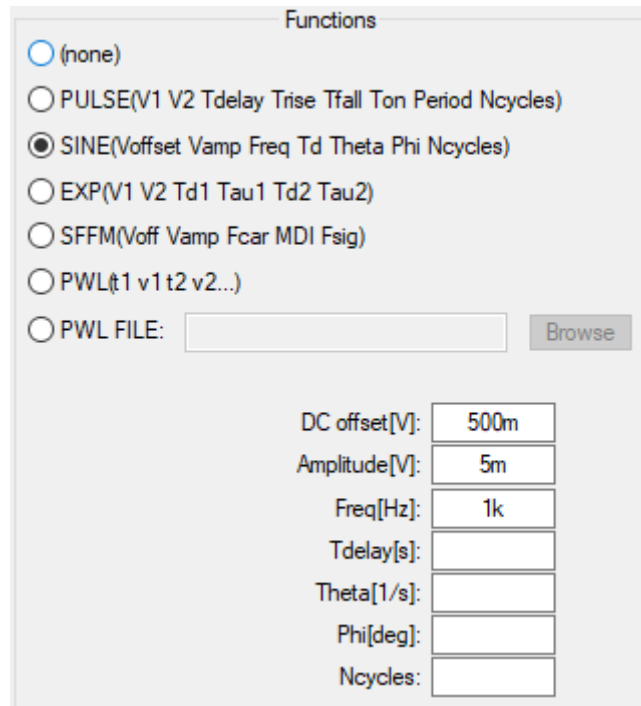 Functions
(none)
PULSE(V1 V2 Tdelay Trise Tfall Ton Period Ncycles)
SINE(Voffset Vamp Freq Td Theta Phi Ncycles)
EXP(V1 V2 Td1 Tau1 Td2 Tau2)
SFFM(Voff Vamp Fcar MDI Fsig)
PWL(t1 v1 t2 v2...)
PWL FILE: Browse
DC offset[V]: 500m
Amplitude[V]: 5m
Freq[Hz]: 1k
Tdelay[s]:
Theta[1/s]:
Phi[deg]:
Ncycles: